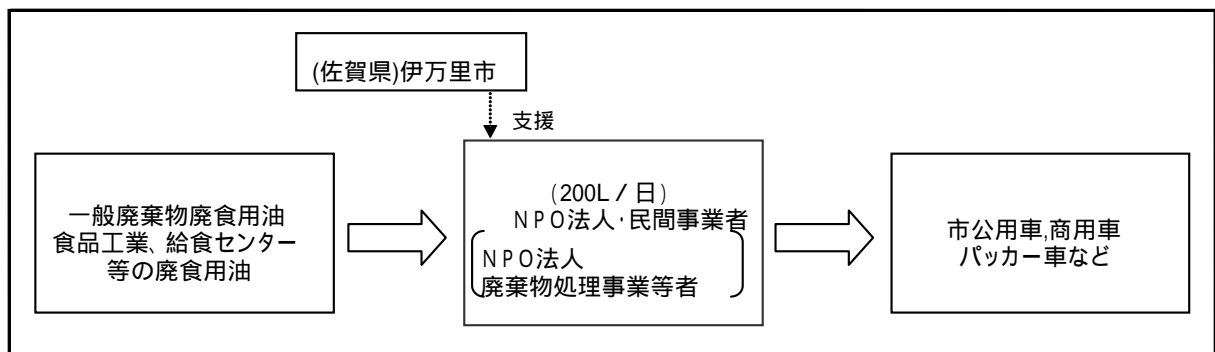 (佐賀県)伊万里市
支援
一般廃棄物廃食用油
食品工業、給食センター
等の廃食用油
(200L/日)
NPO法人・民間事業者
NPO法人
廃棄物処理事業等者
市公用車,商用車
パッカー車など